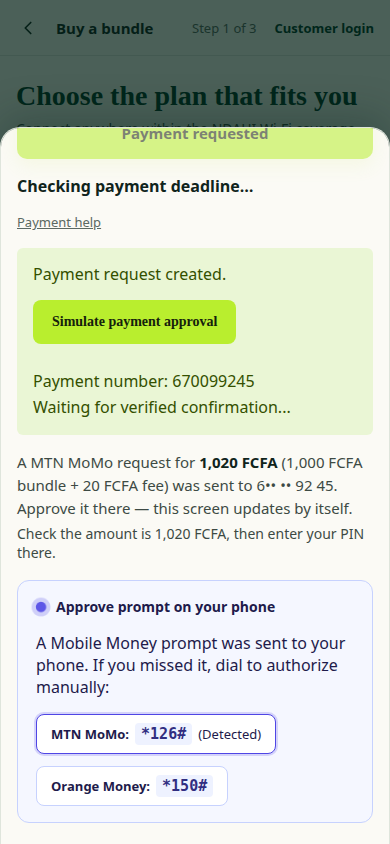 Buy a bundle
Step 1 of 3
Customer login
Choose the plan that fits you
Payment requested
Checking payment deadline...
Payment help
Payment request created.
Simulate payment approval
Payment number: 670099245
Waiting for verified confirmation...
A MTN MoMo request for 1,020 FCFA (1,000 FCFA
bundle + 20 FCFA fee) was sent to 6•• •• 92 45.
Approve it there — this screen updates by itself.
Check the amount is 1,020 FCFA, then enter your PIN
there.
Approve prompt on your phone
A Mobile Money prompt was sent to your
phone. If you missed it, dial to authorize
manually:
MTN MoMo: *126# (Detected)
Orange Money: *150#